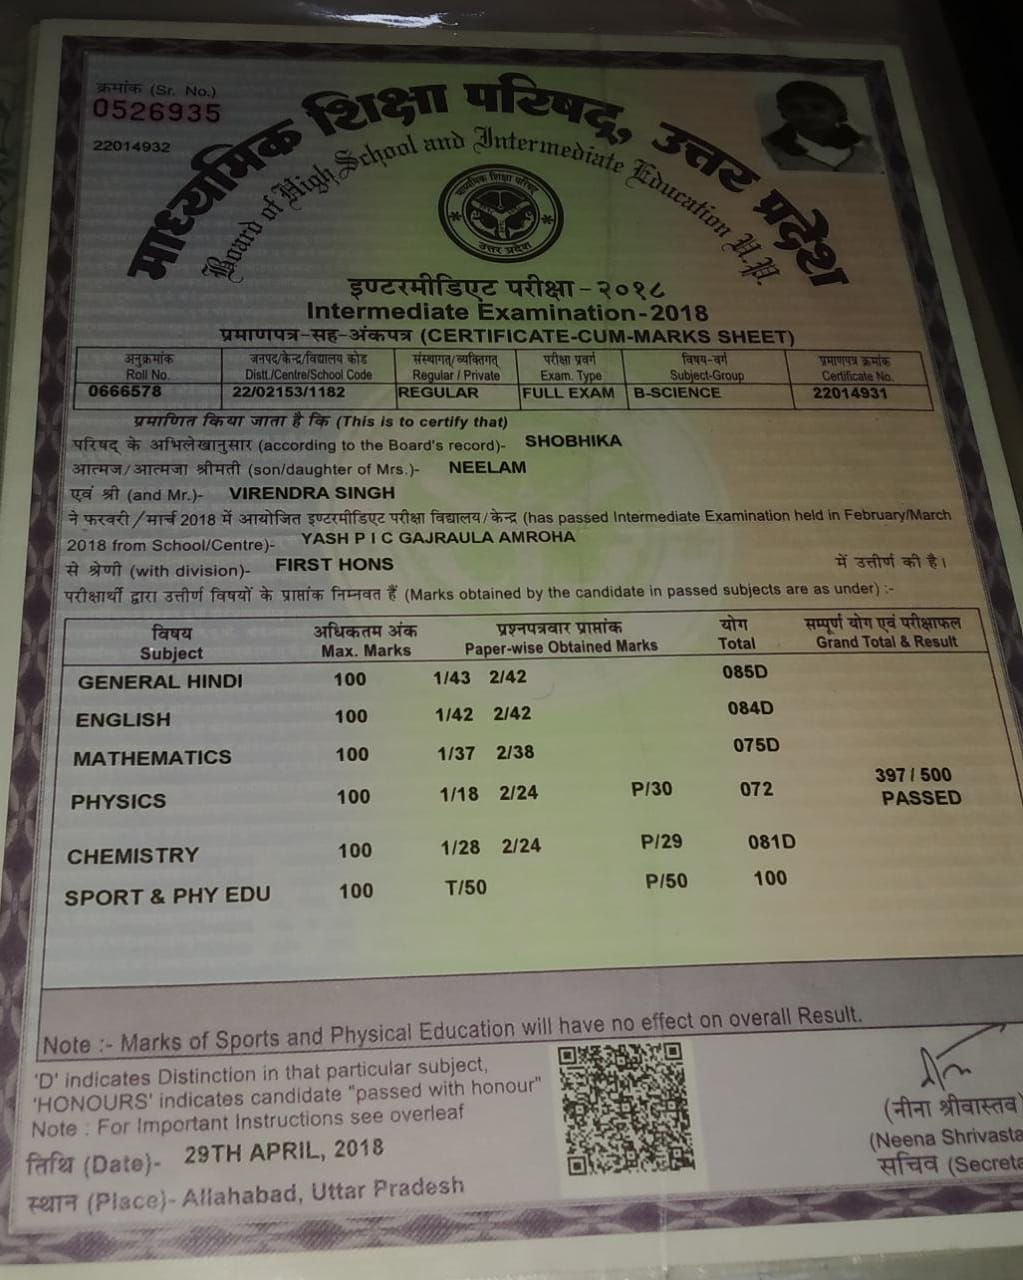 क्रमांक (Sr. No.)
0526935
22014932
माध्यमिक शिक्षा परिषद्, उत्तर प्रदेश
Board of High School and Intermediate Education U.P.
माध्यमिक शिक्षा परिषद
उत्तर प्रदेश
इण्टरमीडिएट परीक्षा - २०१८
Intermediate Examination-2018
प्रमाणपत्र-सह-अंकपत्र (CERTIFICATE-CUM-MARKS SHEET)
अनुक्रमांक जनपद/केन्द्र/विद्यालय कोड संस्थागत/व्यक्तिगत् परीक्षा प्रवर्ग विषय-वर्ग प्रमाणपत्र क्रमांक
Roll No. Distt./Centre/School Code Regular / Private Exam. Type Subject-Group Certificate No.
0666578 22/02153/1182 REGULAR FULL EXAM B-SCIENCE 22014931
प्रमाणित किया जाता है कि (This is to certify that)
परिषद् के अभिलेखानुसार (according to the Board's record)- SHOBHIKA
आत्मज/आत्मजा श्रीमती (son/daughter of Mrs.)- NEELAM
एवं श्री (and Mr.)- VIRENDRA SINGH
ने फरवरी/मार्च 2018 में आयोजित इण्टरमीडिएट परीक्षा विद्यालय/केन्द्र (has passed Intermediate Examination held in February/March
2018 from School/Centre)- YASH P I C GAJRAULA AMROHA
से श्रेणी (with division)- FIRST HONS में उत्तीर्ण की है।
परीक्षार्थी द्वारा उत्तीर्ण विषयों के प्राप्तांक निम्नवत हैं (Marks obtained by the candidate in passed subjects are as under) :-
विषय अधिकतम अंक प्रश्नपत्रवार प्राप्तांक योग सम्पूर्ण योग एवं परीक्षाफल
Subject Max. Marks Paper-wise Obtained Marks Total Grand Total & Result
GENERAL HINDI 100 1/43 2/42 085D
ENGLISH 100 1/42 2/42 084D
MATHEMATICS 100 1/37 2/38 075D
397 / 500
PHYSICS 100 1/18 2/24 P/30 072 PASSED
CHEMISTRY 100 1/28 2/24 P/29 081D
SPORT & PHY EDU 100 T/50 P/50 100
Note :- Marks of Sports and Physical Education will have no effect on overall Result.
'D' indicates Distinction in that particular subject,
'HONOURS' indicates candidate "passed with honour"
Note : For Important Instructions see overleaf
तिथि (Date)- 29TH APRIL, 2018
स्थान (Place)- Allahabad, Uttar Pradesh
(नीना श्रीवास्तव)
(Neena Shrivasta
सचिव (Secreta